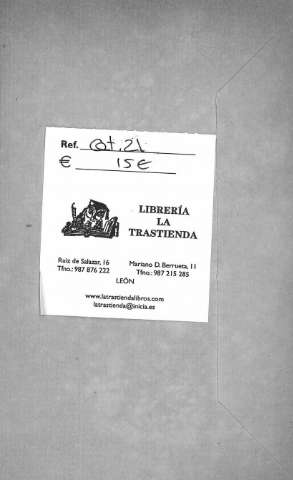 Ref. Cat. 21
€ 15 €
LIBRERÍA
LA
TRASTIENDA
Ruiz de Salazar, 16
Tfno.: 987 876 222
Mariano D. Berrueta, 11
Tfno.: 987 215 285
LEÓN
www.latrastiendalibros.com
latrastienda@inicia.es